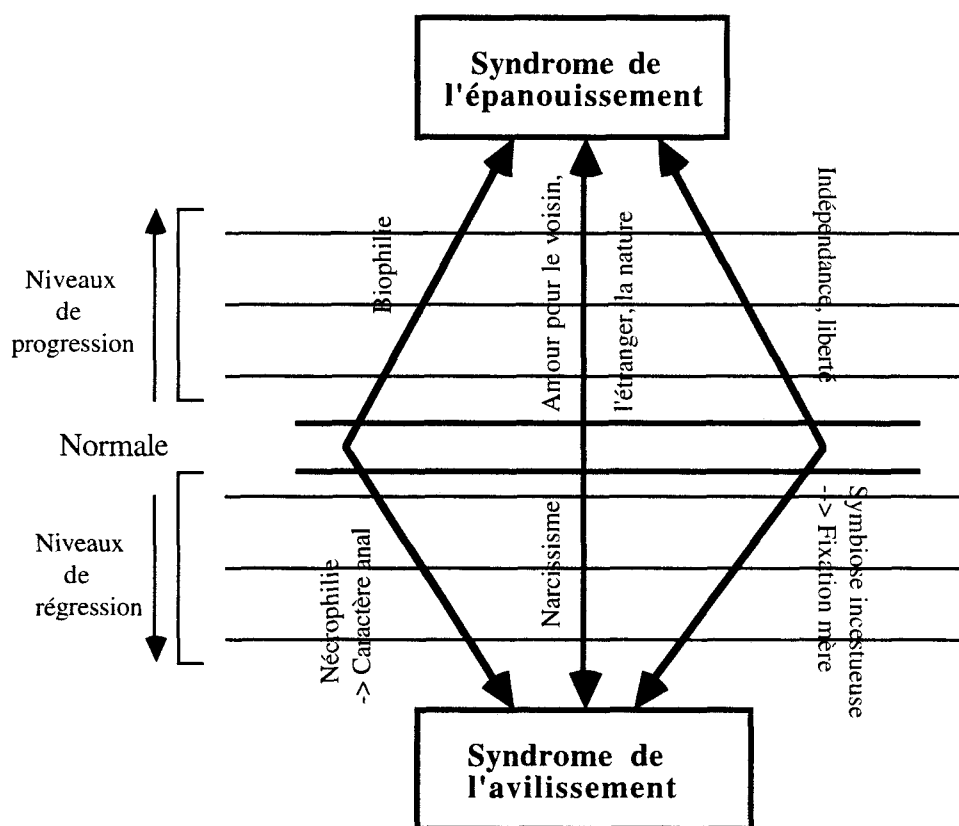 Syndrome de
l'épanouissement
Niveaux
de
progression
Biophilie
Amour pour le voisin,
l'étranger, la nature
Indépendance, liberté
Normale
Niveaux
de
régression
Nécrophilie
-> Caractère anal
Narcissisme
Symbiose incestueuse
--> Fixation mère
Syndrome de
l'avilissement